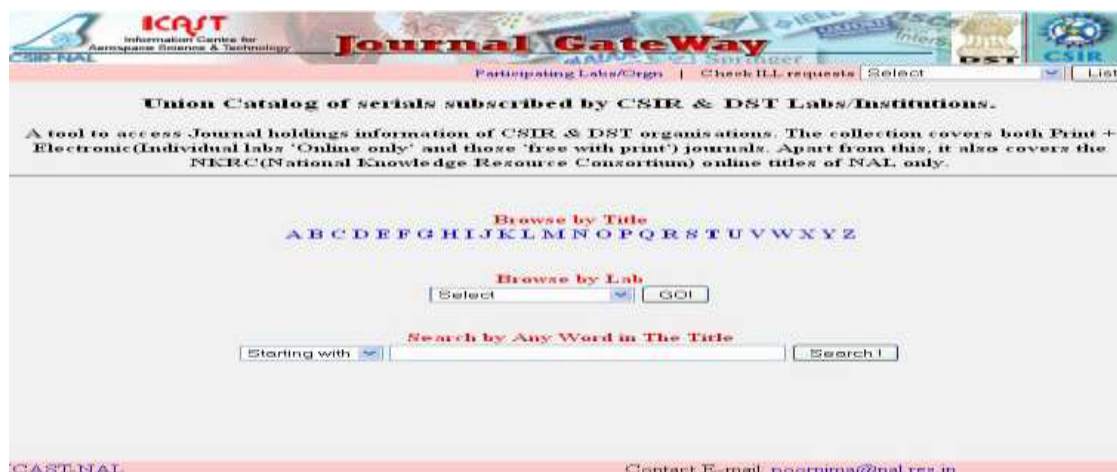 ICAST
Information Centre for
Aerospace Science & Technology
CSIR-NAL
Journal GateWay
Springer
DST
CSIR
Participating Labs/Orgn | Check ILL requests Select List
Union Catalog of serials subscribed by CSIR & DST Labs/Institutions.
A tool to access Journal holdings information of CSIR & DST organisations. The collection covers both Print +
Electronic(Individual labs 'Online only' and those 'free with print') journals. Apart from this, it also covers the
NKRC(National Knowledge Resource Consortium) online titles of NAL only.
Browse by Title
A B C D E F G H I J K L M N O P Q R S T U V W X Y Z
Browse by Lab
Select GO!
Search by Any Word in The Title
Starting with Search !
CAST-NAL Contact E-mail: poornima@nal.res.in